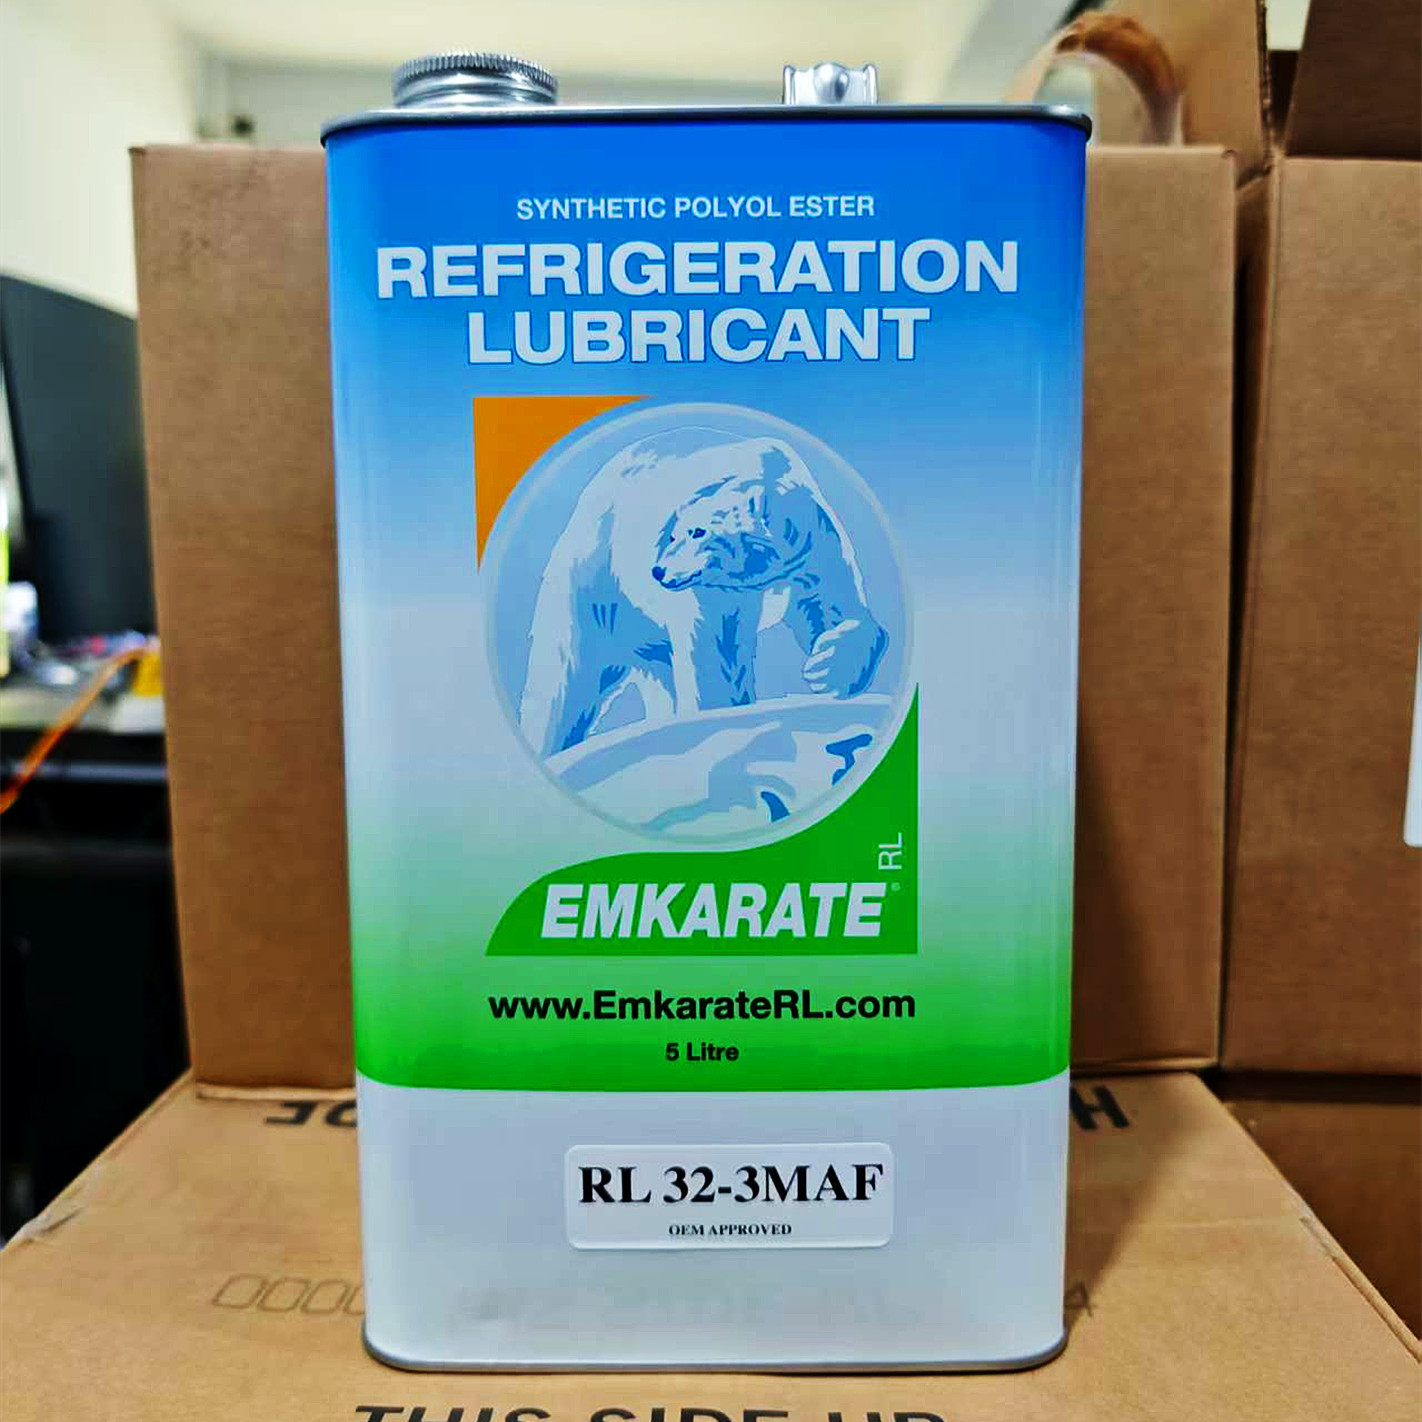 SYNTHETIC POLYOL ESTER
REFRIGERATION
LUBRICANT
RL
EMKARATE®
www.EmkarateRL.com
5 Litre
RL 32-3MAF
OEM APPROVED
THIS SIDE UP